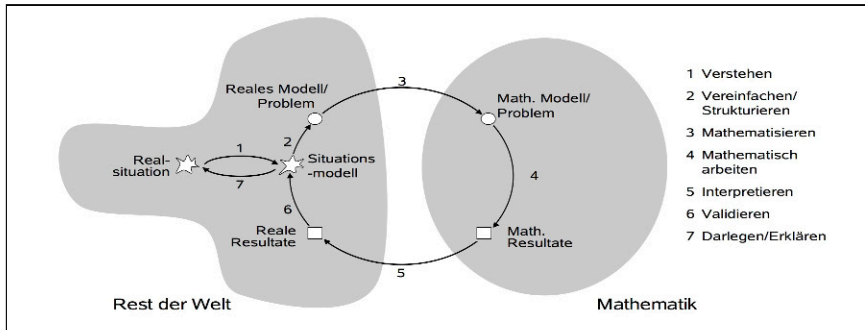 Reales Modell/
Problem
3
Math. Modell/
Problem
1
2
Real-
situation
Situations
-modell
7
4
6
Reale
Resultate
Math.
Resultate
5
Rest der Welt
Mathematik
1 Verstehen
2 Vereinfachen/
Strukturieren
3 Mathematisieren
4 Mathematisch
arbeiten
5 Interpretieren
6 Validieren
7 Darlegen/Erklären